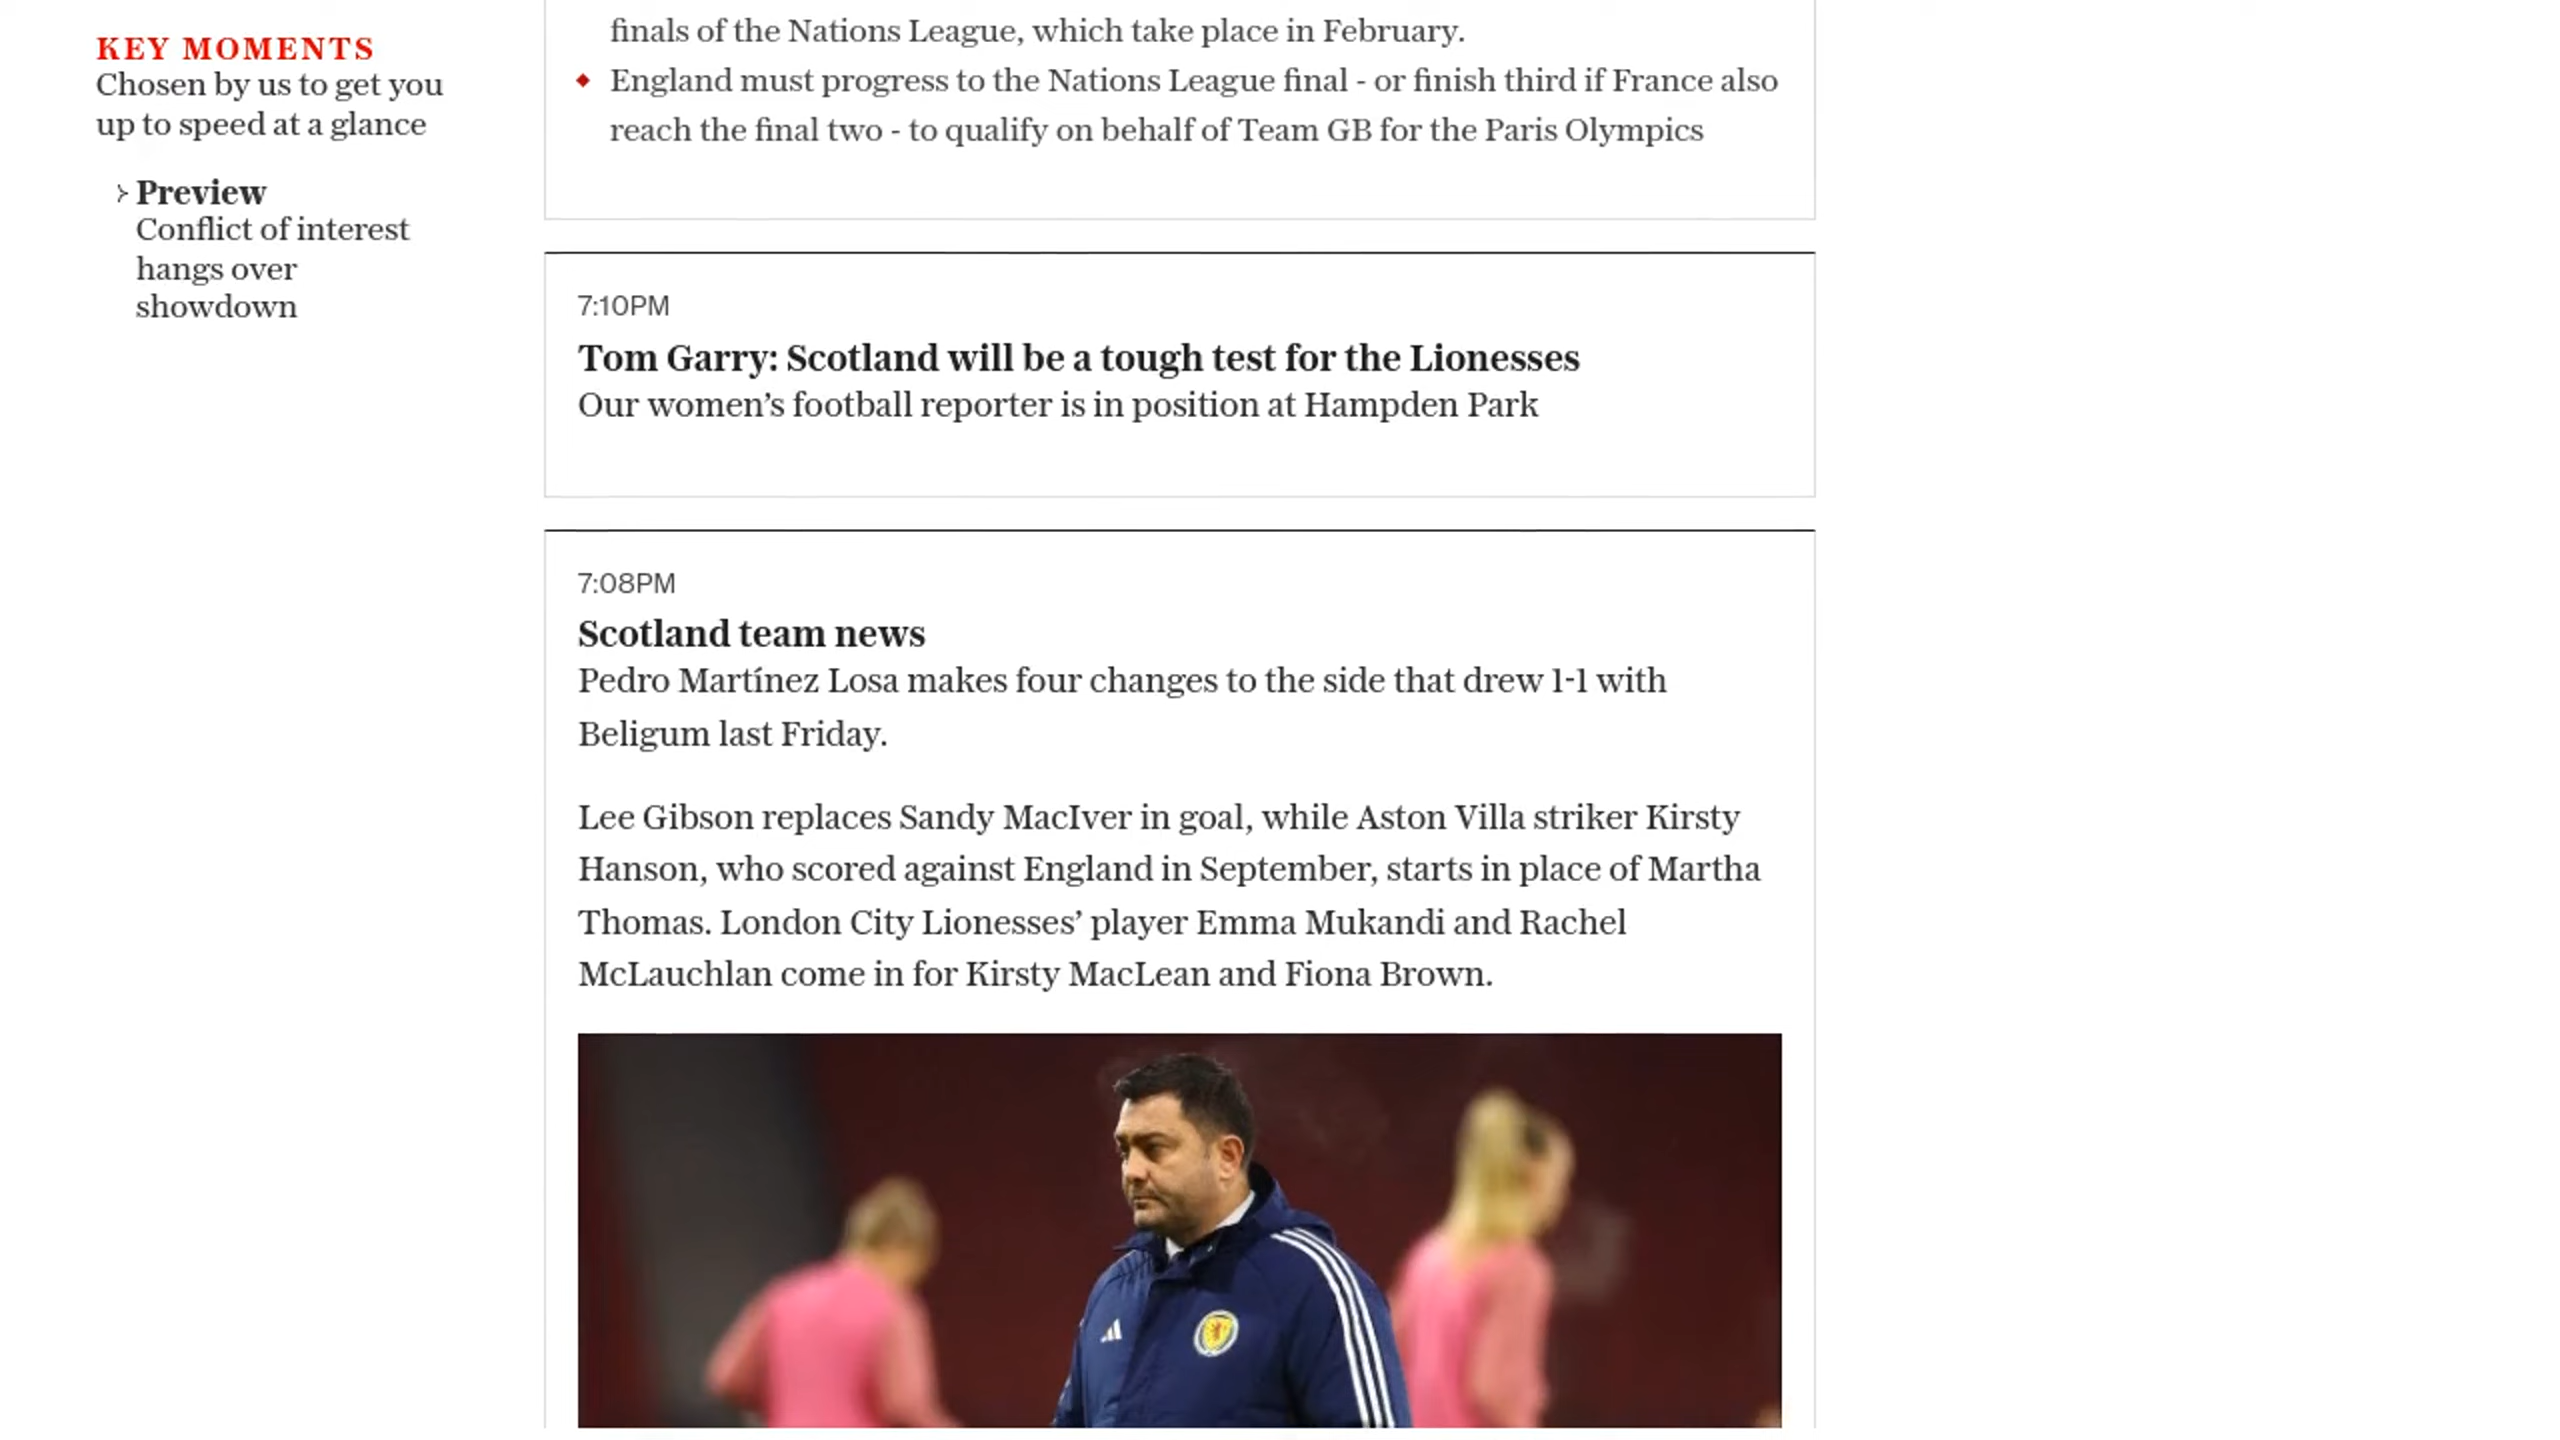 KEY MOMENTS
Chosen by us to get you
up to speed at a glance
Preview
Conflict of interest
hangs over
showdown
finals of the Nations League, which take place in February.
England must progress to the Nations League final - or finish third if France also
reach the final two - to qualify on behalf of Team GB for the Paris Olympics
7:10PM
Tom Garry: Scotland will be a tough test for the Lionesses
Our women’s football reporter is in position at Hampden Park
7:08PM
Scotland team news
Pedro Martínez Losa makes four changes to the side that drew 1-1 with
Beligum last Friday.
Lee Gibson replaces Sandy MacIver in goal, while Aston Villa striker Kirsty
Hanson, who scored against England in September, starts in place of Martha
Thomas. London City Lionesses’ player Emma Mukandi and Rachel
McLauchlan come in for Kirsty MacLean and Fiona Brown.